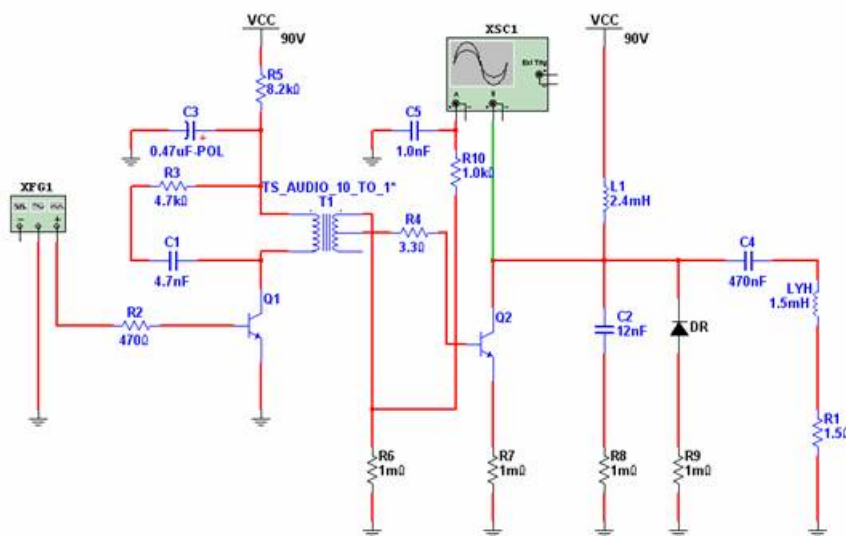 VCC
90V
R5
8.2kΩ
C3
0.47uF-POL
+
R3
4.7kΩ
C1
4.7nF
XFG1
R2
470Ω
Q1
TS_AUDIO_10_TO_1*
T1
R4
3.3Ω
C5
1.0nF
R10
1.0kΩ
XSC1
Ext Trig
A
B
Q2
R6
1mΩ
R7
1mΩ
VCC
90V
L1
2.4mH
C2
12nF
R8
1mΩ
DR
R9
1mΩ
C4
470nF
LYH
1.5mH
R1
1.5Ω